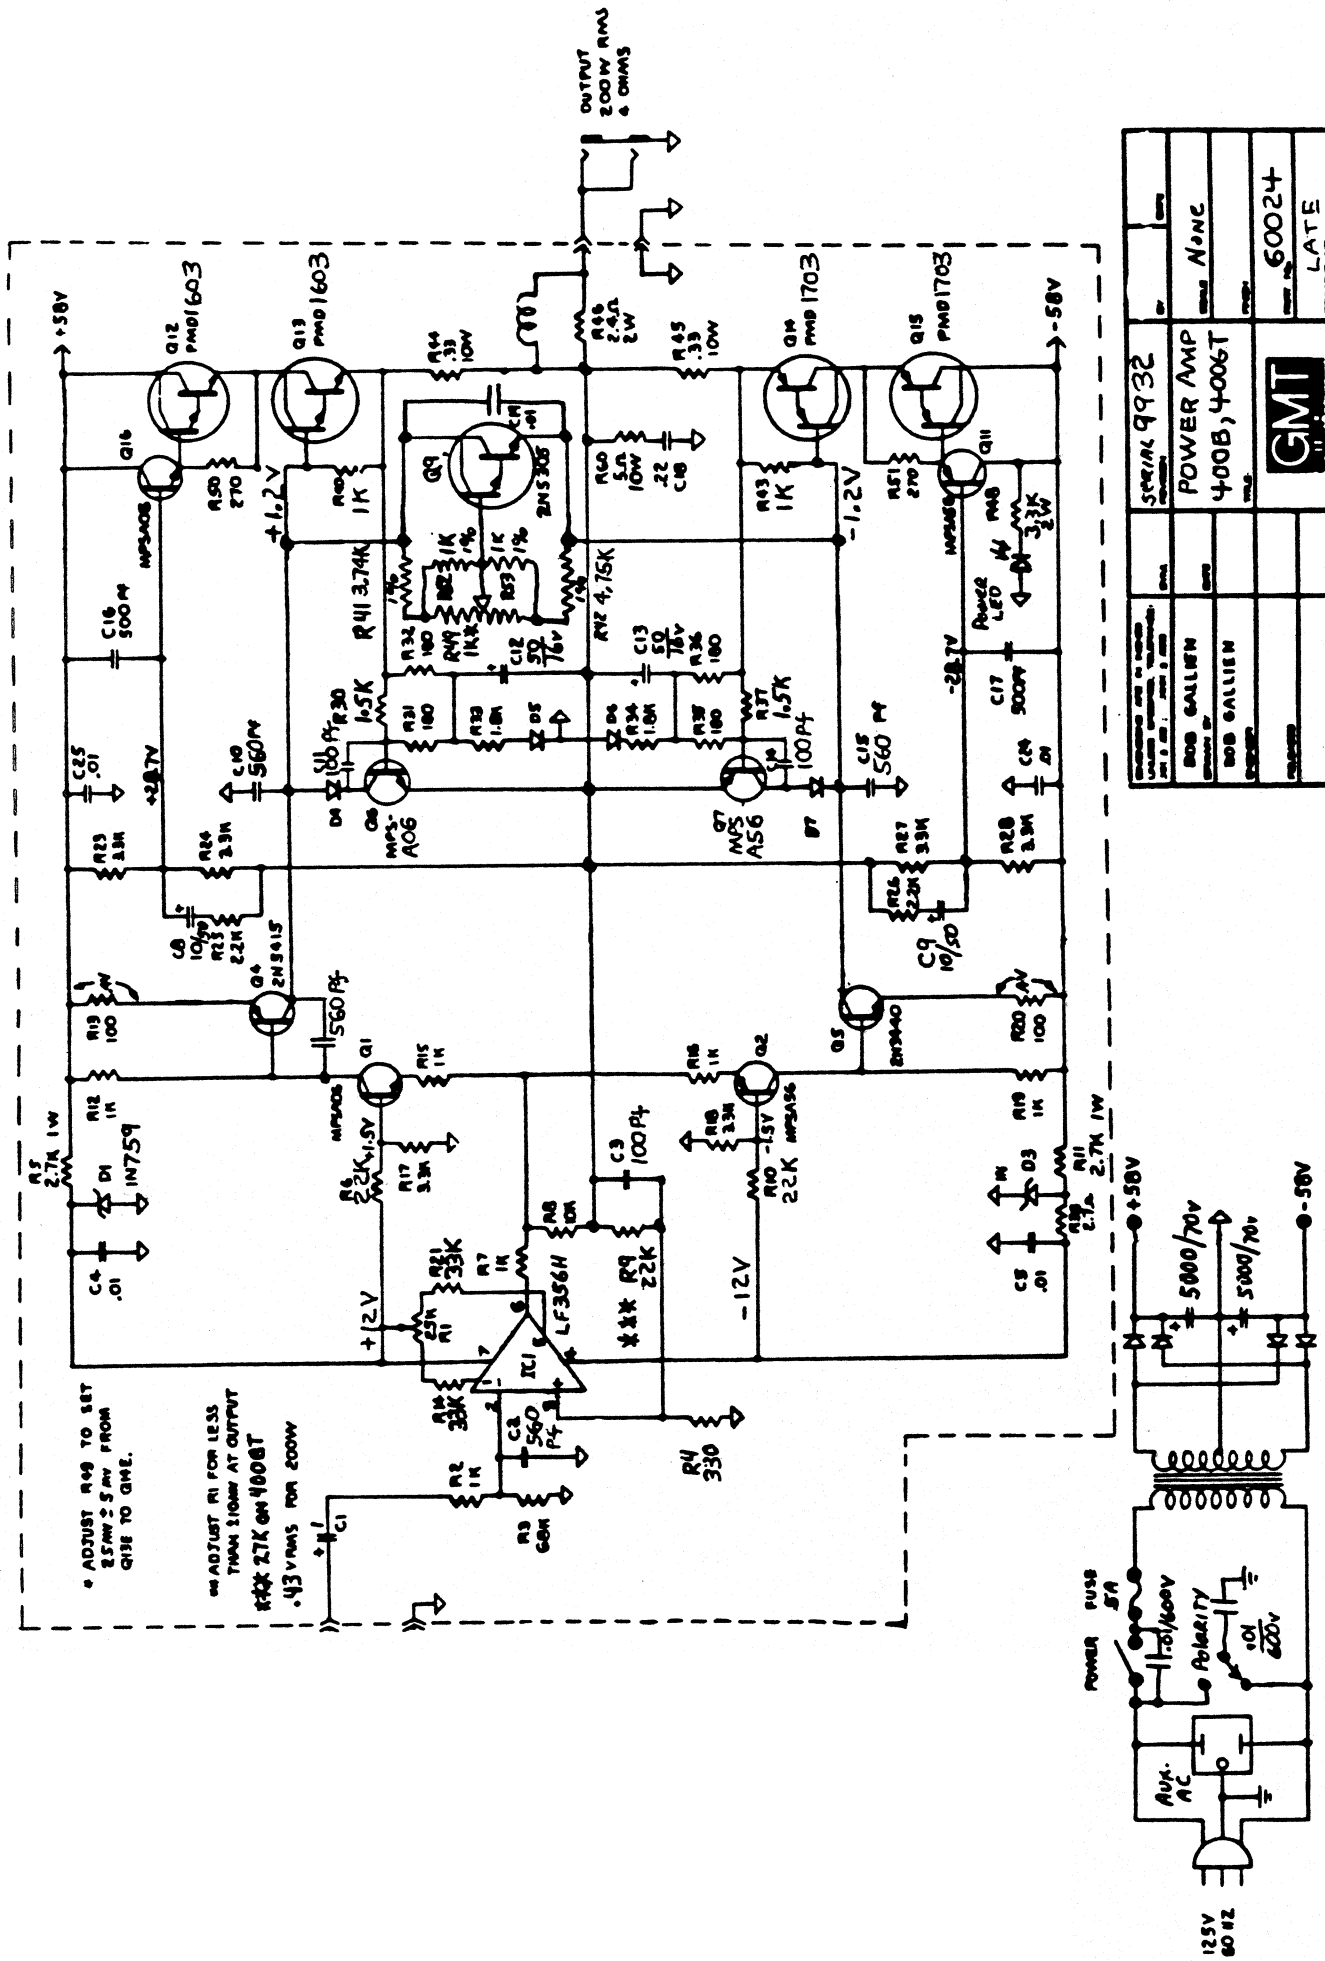 * ADJUST R49 TO SET
25MV ± 5MV FROM
Q13E TO Q14E.
** ADJUST R1 FOR LESS
THAN ±10MV AT OUTPUT
*** 27K ON 400BT
.43 VRMS FOR 200W
C1
R2
1K
R3
68K
C2
560
Pf
R4
330
R14
33K
25K
R1
R21
33K
IC1
LF356H
2
3
1
7
6
5
4
+12V
-12V
R7
1K
R8
10K
*** R9
22K
C3
100Pf
C4
.01
D1
1N759
R5
2.7K 1W
R6
22K
+1.5V
R17
3.3K
R10
22K
-1.5V
R18
3.3K
C5
.01
D3
R11
2.7K 1W
Q1
MPSA06
R15
1K
R16
1K
Q2
MPSA56
R12
1K
R19
1K
R13
100
Q4
2N5415
560Pf
Q5
2N3440
R20
100
C8
10/50
R24
3.3K
C25
.01
+28.7V
C10
560Pf
R27
3.3K
R26
2.2K
C9
10/50
R28
3.3K
C24
.01
D4
100Pf
Q6
MPS-
A06
Q7
MPS
A56
D7
100Pf
C15
560 Pf
R30
1.5K
R31
180
R32
180
1.8K
D5
D6
R34
1.8K
R36
180
R37
1.5K
C12
50
16V
C13
50
16V
R49
1K**
R41 3.74K
1%
R42 4.75K
1%
1K
1%
R53
1K
1%
Q9
2N5305
.01
C16
500Pf
C17
500Pf
-28.7V
POWER
LED
R48
3.3K
2W
MPSA06
Q16
R50
270
+1.2V
1K
R43
1K
-1.2V
R51
270
Q11
Q12
PMD1603
Q13
PMD1603
Q14
PMD1703
Q15
PMD1703
R44
.33
10W
R45
.33
10W
R46
2.4Ω
2W
R60
5Ω
10W
.22
C18
+58V
-58V
OUTPUT
200W RMS
4 OHMS
125V
60HZ
AUX.
AC
POWER
FUSE
5A
.01/600V
POLARITY
.01
600V
+58V
5000/70V
5000/70V
-58V
SERIAL 9932
POWER AMP
400B, 400GT
BOB GALLIEN
BOB GALLIEN
NONE
60024
LATE
GMT